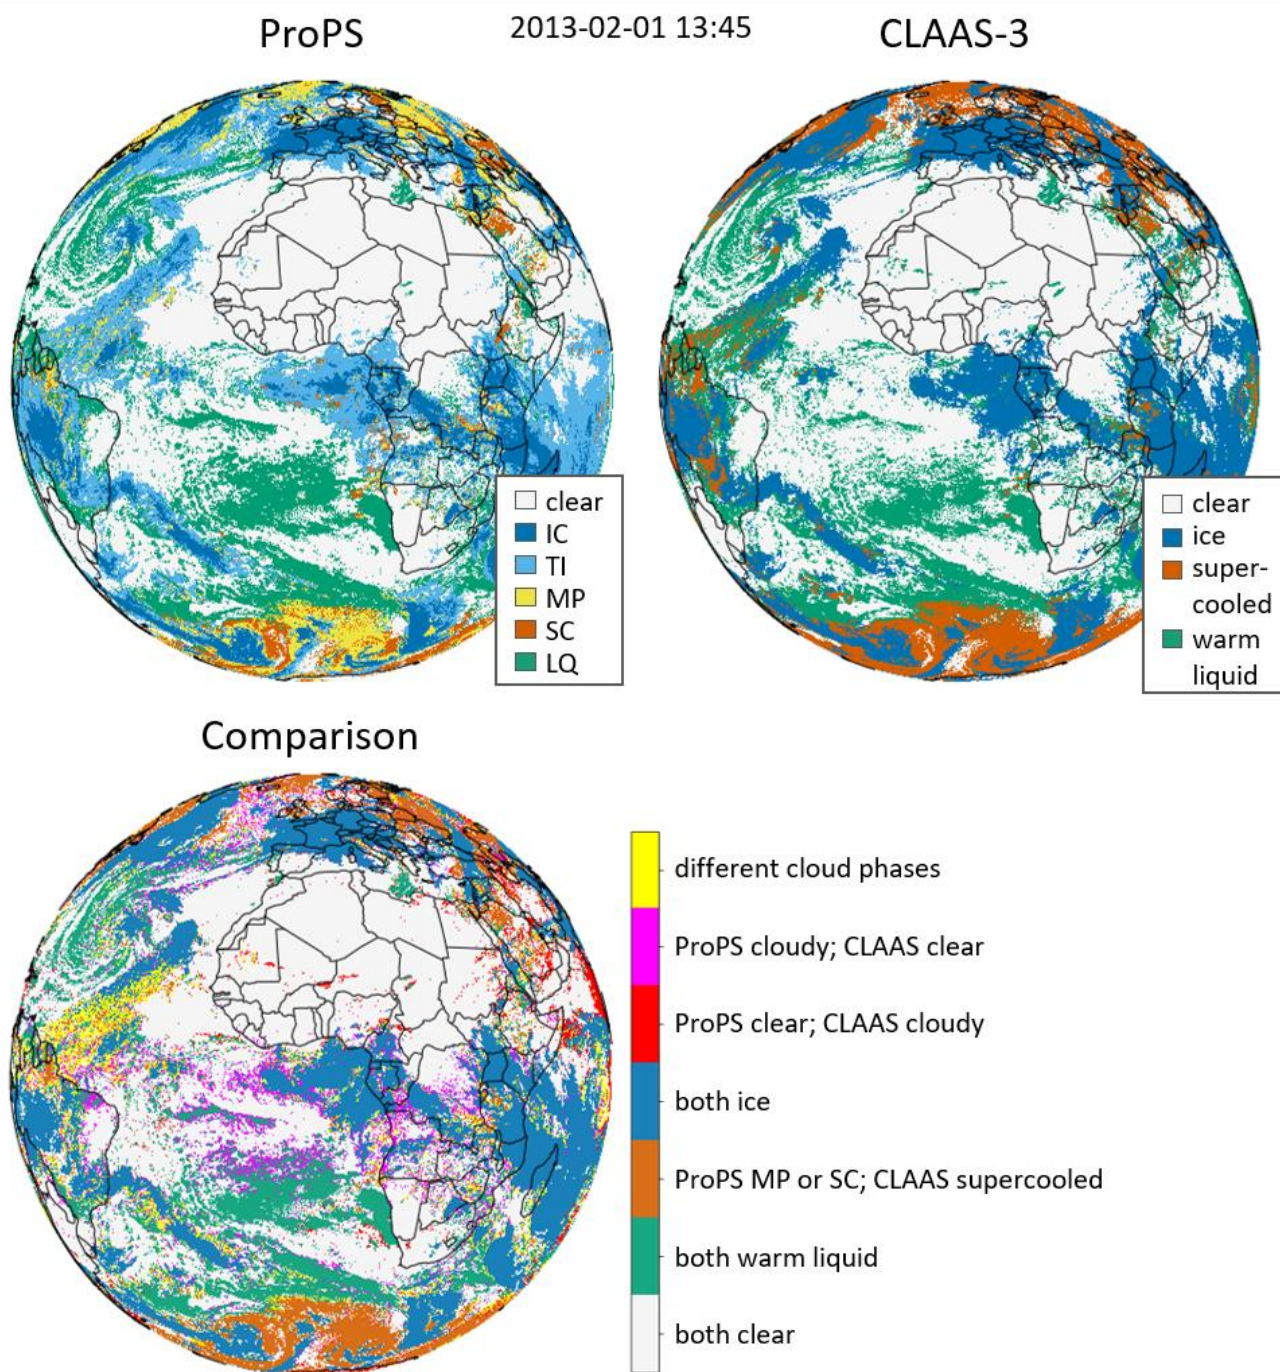 ProPS
2013-02-01 13:45
CLAAS-3
clear
IC
TI
MP
SC
LQ
clear
ice
super-
cooled
warm
liquid
Comparison
different cloud phases
ProPS cloudy; CLAAS clear
ProPS clear; CLAAS cloudy
both ice
ProPS MP or SC; CLAAS supercooled
both warm liquid
both clear